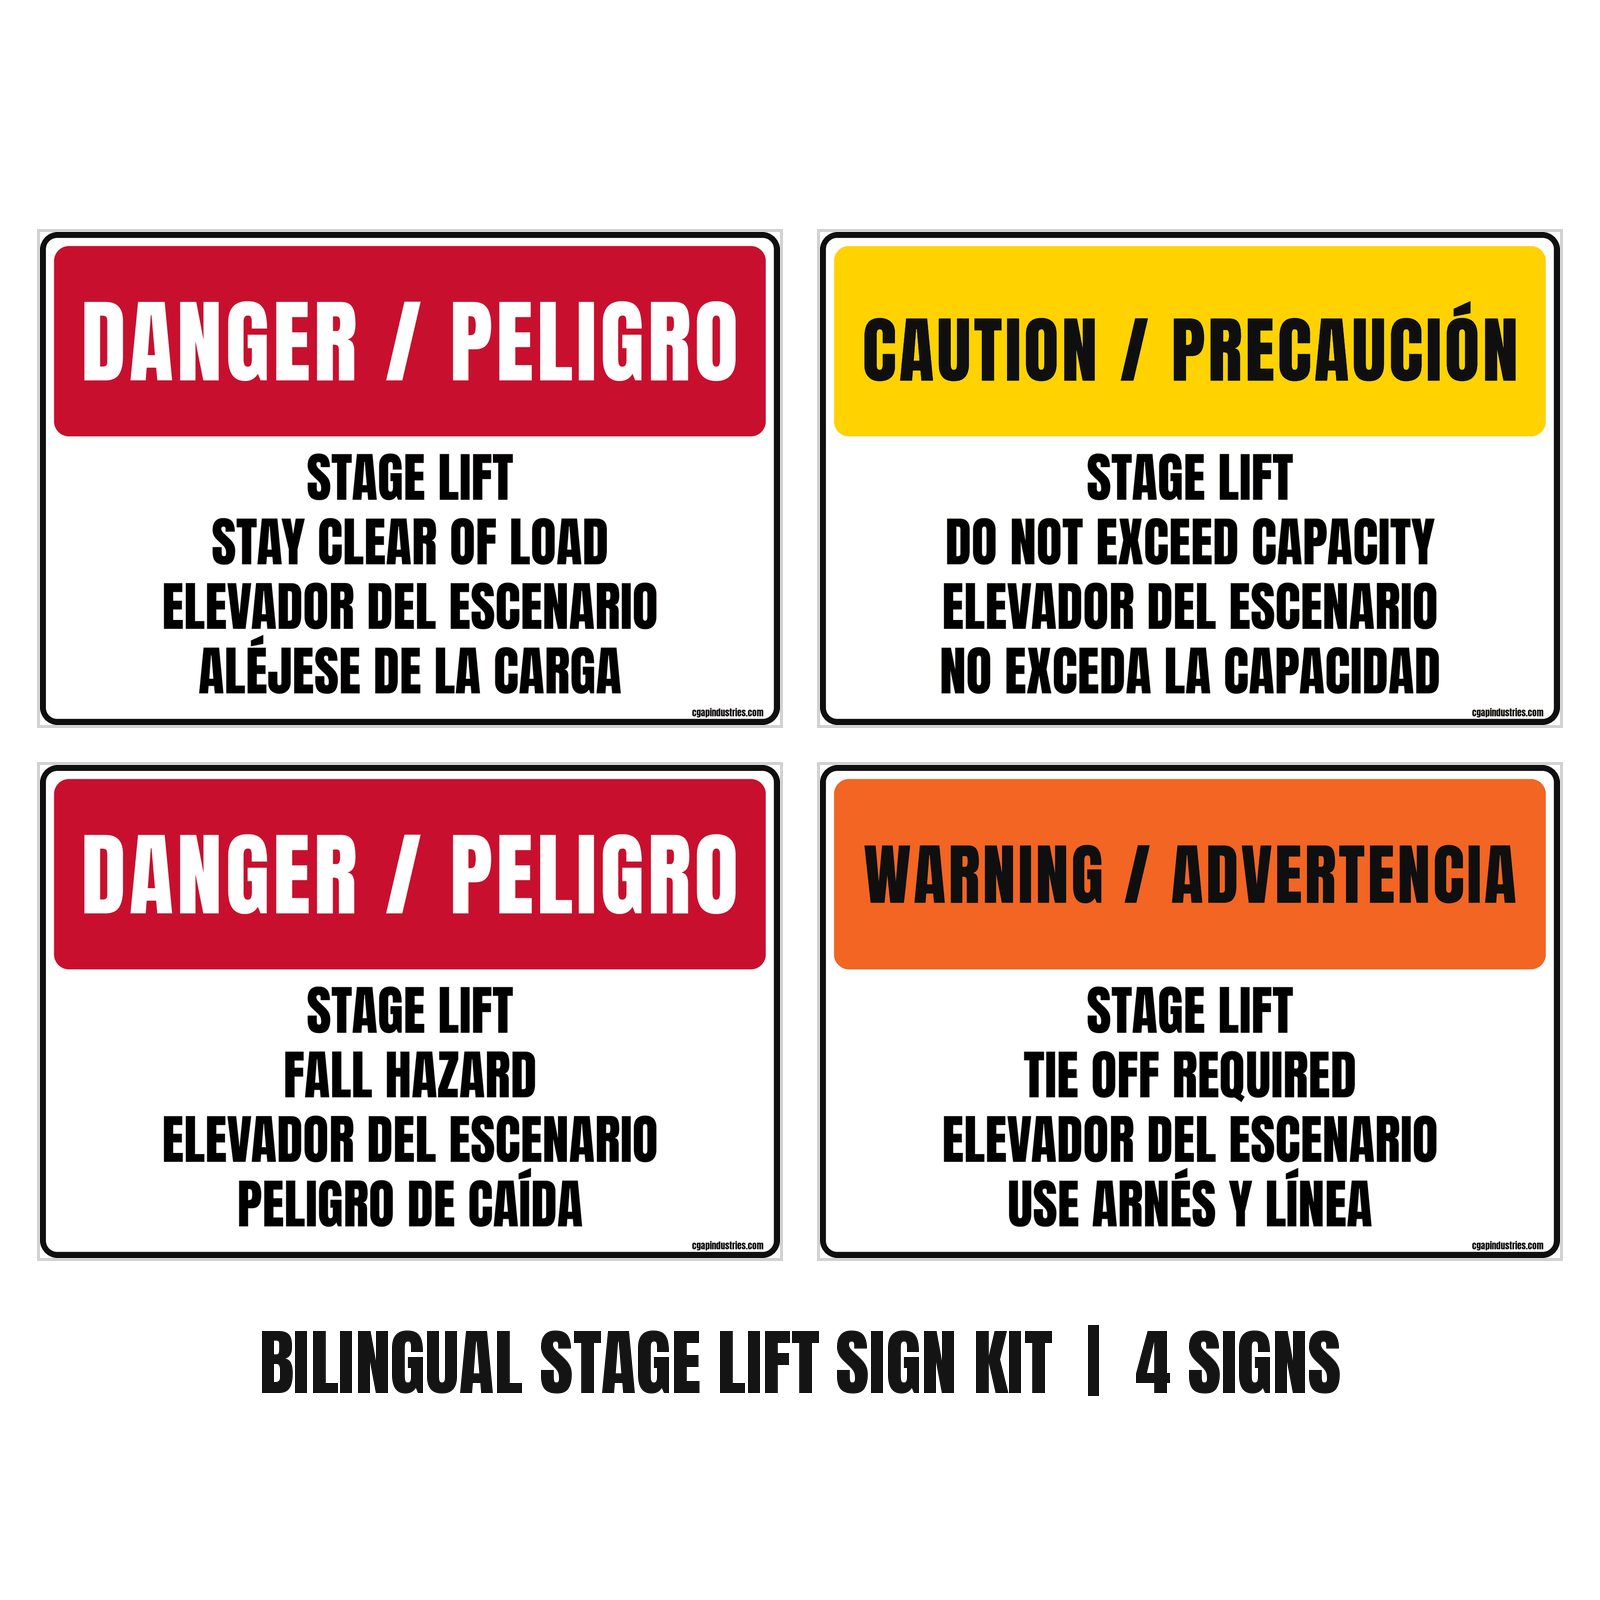 DANGER / PELIGRO
STAGE LIFT
STAY CLEAR OF LOAD
ELEVADOR DEL ESCENARIO
ALÉJESE DE LA CARGA
cgapindustries.com
CAUTION / PRECAUCIÓN
STAGE LIFT
DO NOT EXCEED CAPACITY
ELEVADOR DEL ESCENARIO
NO EXCEDA LA CAPACIDAD
cgapindustries.com
DANGER / PELIGRO
STAGE LIFT
FALL HAZARD
ELEVADOR DEL ESCENARIO
PELIGRO DE CAÍDA
cgapindustries.com
WARNING / ADVERTENCIA
STAGE LIFT
TIE OFF REQUIRED
ELEVADOR DEL ESCENARIO
USE ARNÉS Y LÍNEA
cgapindustries.com
BILINGUAL STAGE LIFT SIGN KIT | 4 SIGNS